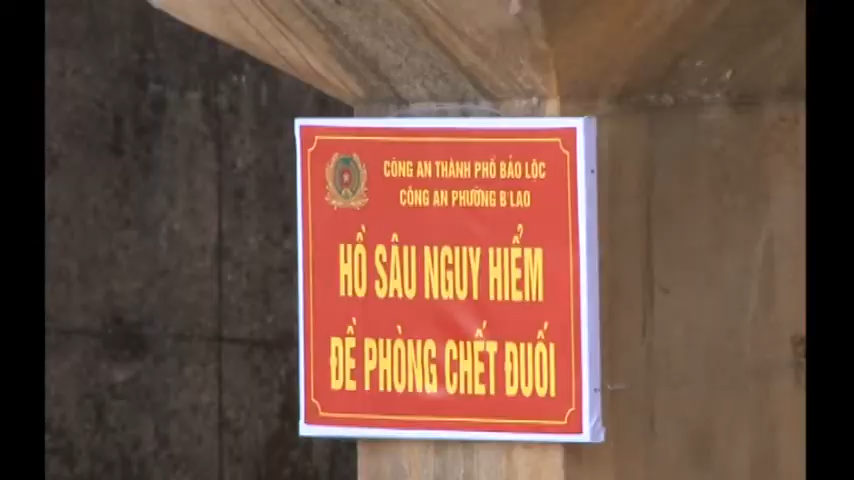 CÔNG AN THÀNH PHỐ BẢO LỘC
CÔNG AN PHƯỜNG B'LAO
HỒ SÂU NGUY HIỂM
ĐỀ PHÒNG CHẾT ĐUỐI